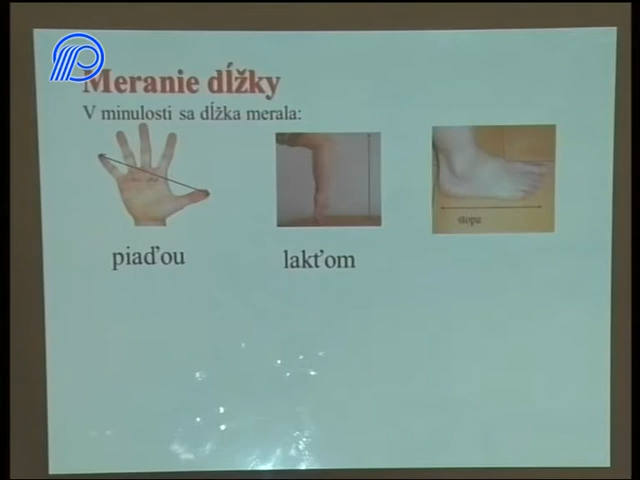 Meranie dĺžky
V minulosti sa dĺžka merala:
stopa
piaďou
lakťom